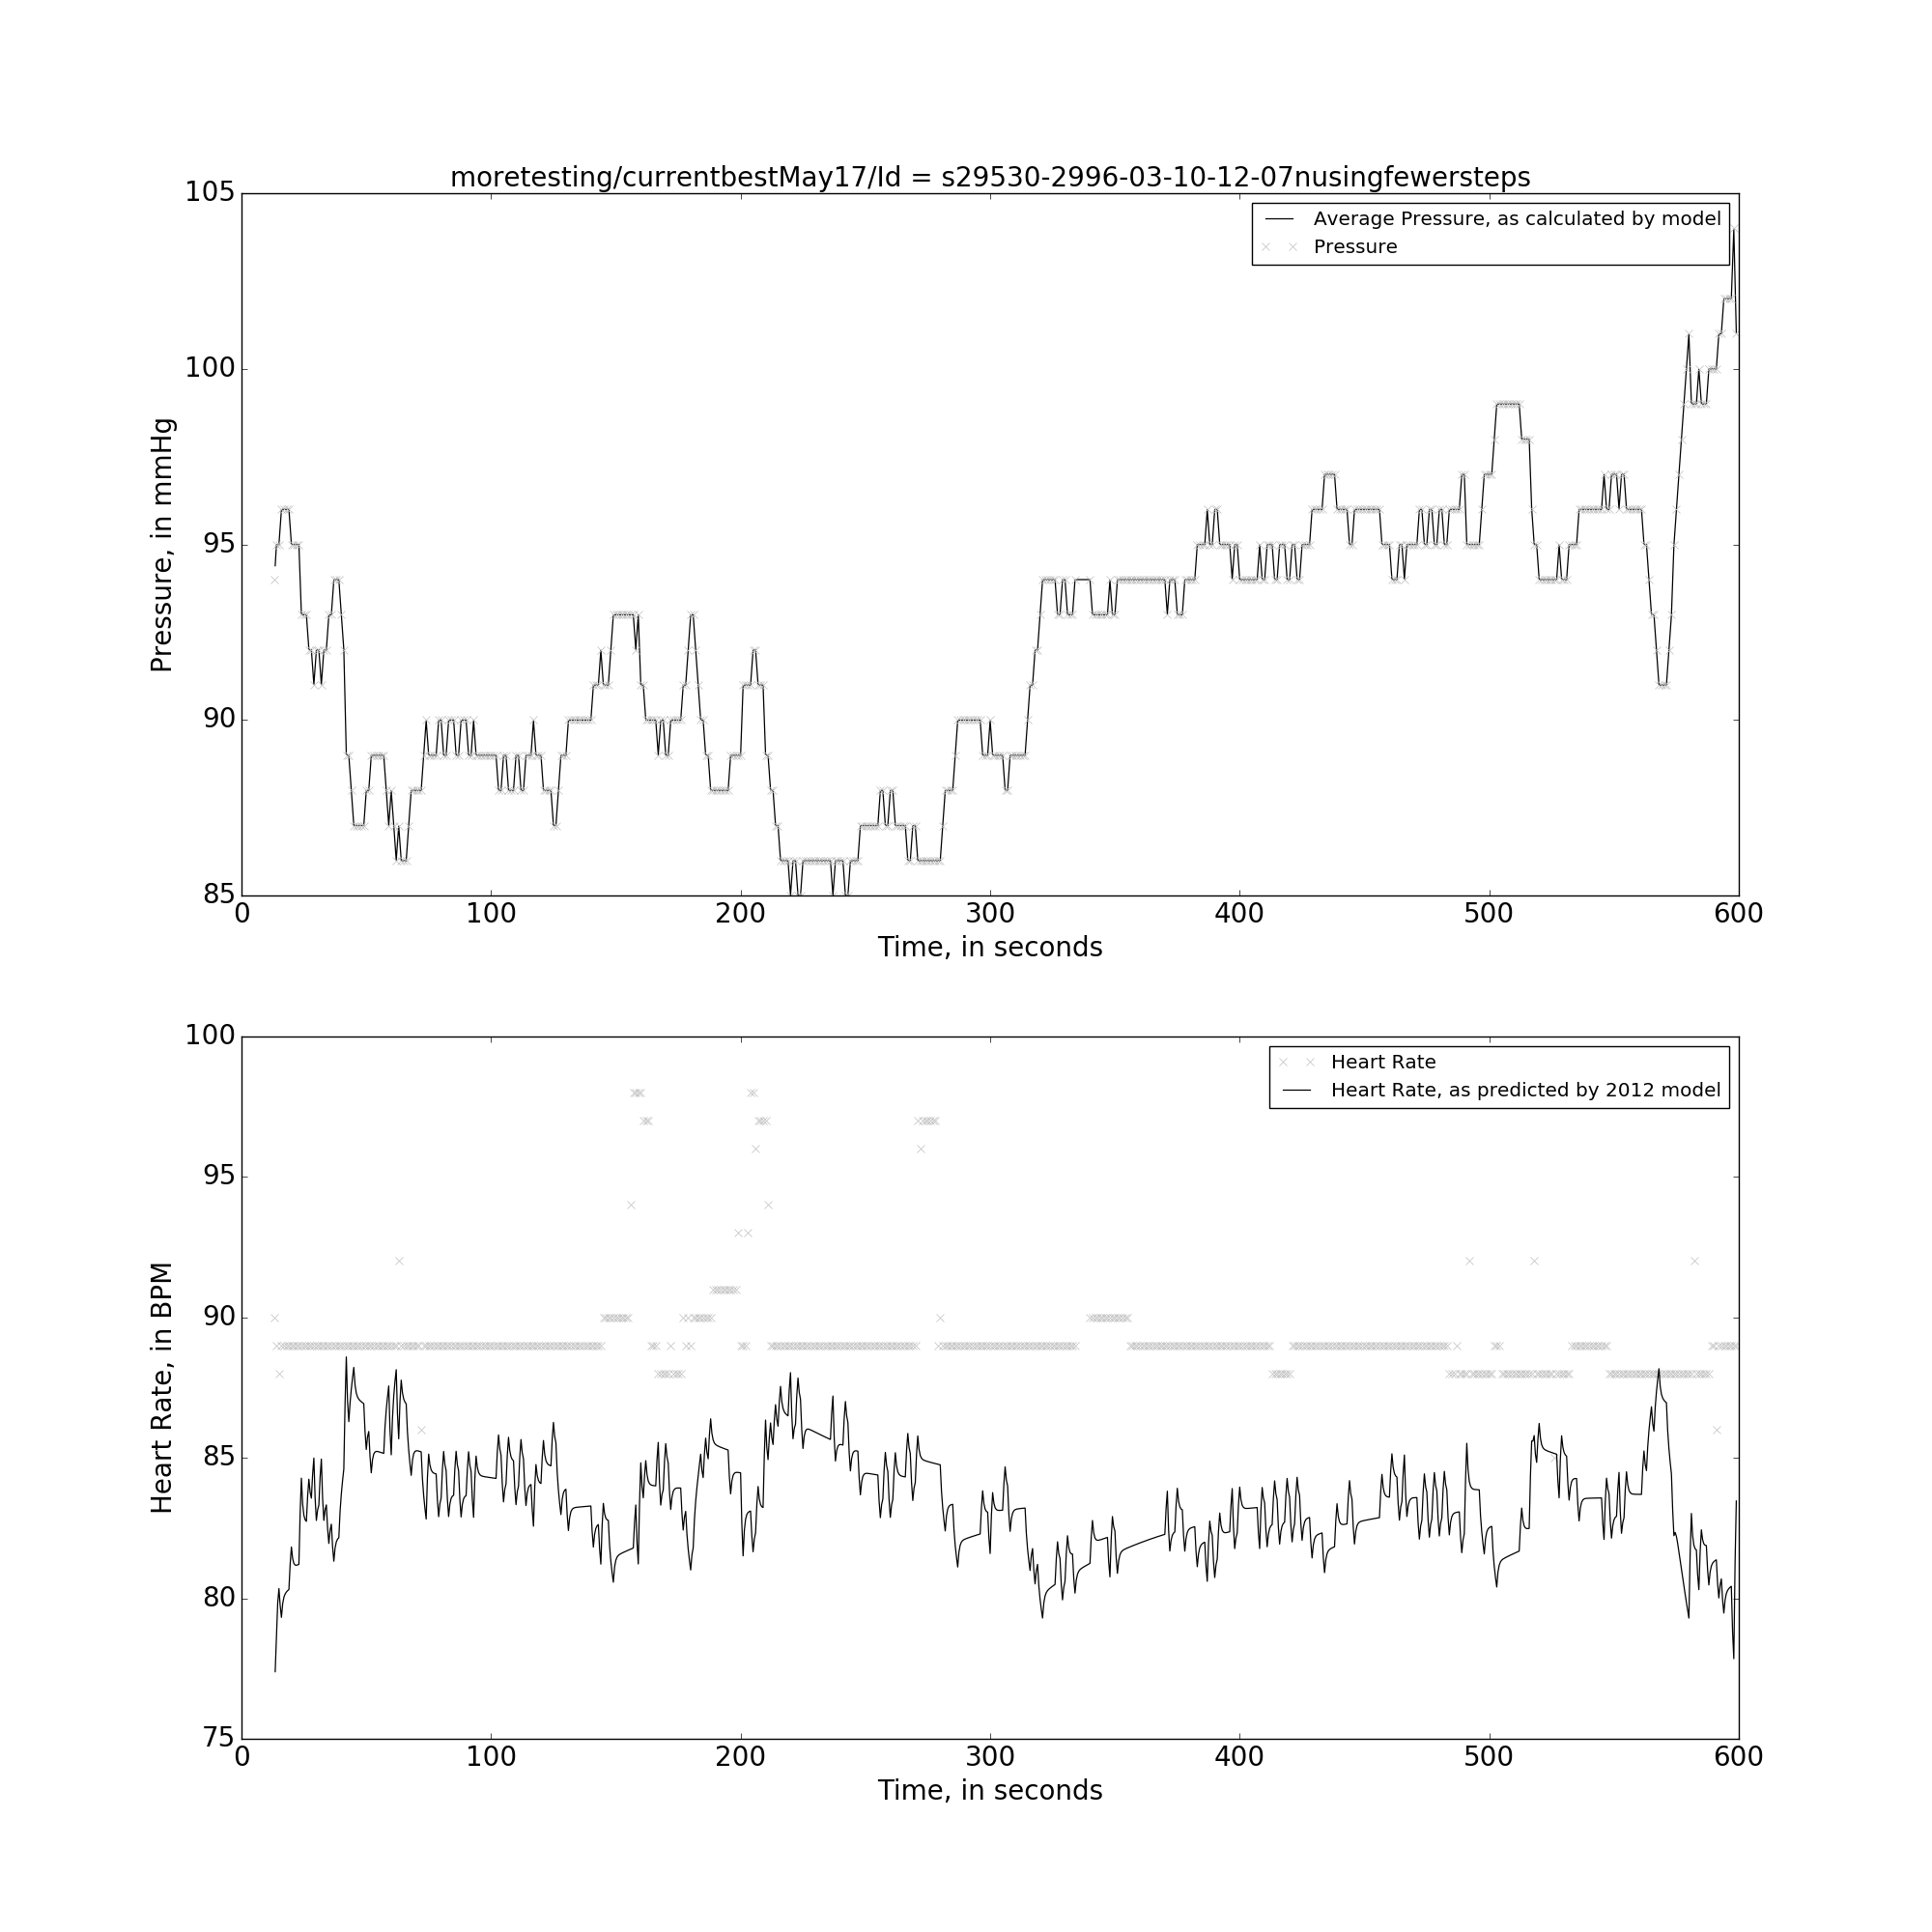 moretesting/currentbestMay17/Id = s29530-2996-03-10-12-07nusingfewersteps
105
100
95
90
85
Pressure, in mmHg
Average Pressure, as calculated by model
Pressure
0 100 200 300 400 500 600
Time, in seconds
100
95
90
85
80
75
Heart Rate, in BPM
Heart Rate
Heart Rate, as predicted by 2012 model
0 100 200 300 400 500 600
Time, in seconds